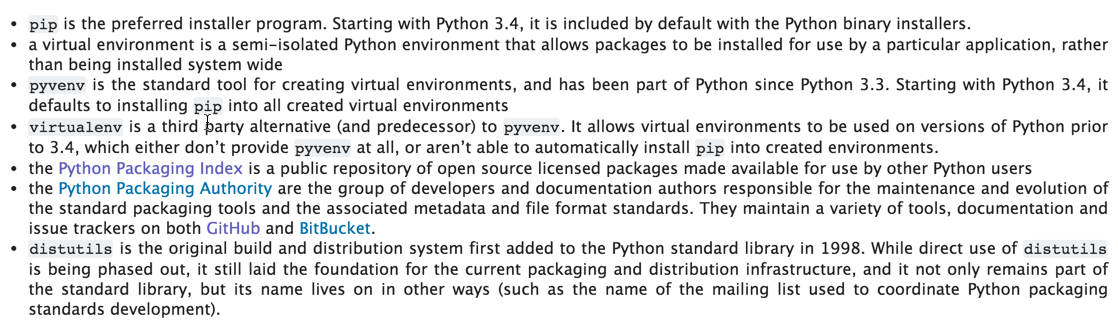 • pip is the preferred installer program. Starting with Python 3.4, it is included by default with the Python binary installers.
• a virtual environment is a semi-isolated Python environment that allows packages to be installed for use by a particular application, rather
than being installed system wide
• pyvenv is the standard tool for creating virtual environments, and has been part of Python since Python 3.3. Starting with Python 3.4, it
defaults to installing pip into all created virtual environments
• virtualenv is a third party alternative (and predecessor) to pyvenv. It allows virtual environments to be used on versions of Python prior
to 3.4, which either don’t provide pyvenv at all, or aren’t able to automatically install pip into created environments.
• the Python Packaging Index is a public repository of open source licensed packages made available for use by other Python users
• the Python Packaging Authority are the group of developers and documentation authors responsible for the maintenance and evolution of
the standard packaging tools and the associated metadata and file format standards. They maintain a variety of tools, documentation and
issue trackers on both GitHub and BitBucket.
• distutils is the original build and distribution system first added to the Python standard library in 1998. While direct use of distutils
is being phased out, it still laid the foundation for the current packaging and distribution infrastructure, and it not only remains part of
the standard library, but its name lives on in other ways (such as the name of the mailing list used to coordinate Python packaging
standards development).